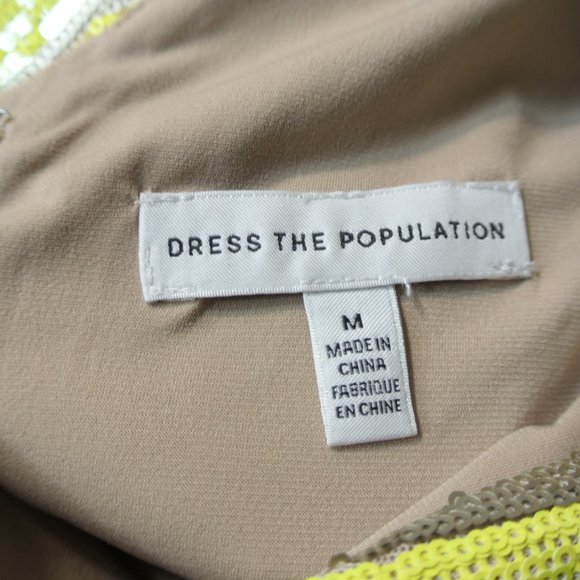 DRESS THE POPULATION
M
MADE IN
CHINA
FABRIQUE
EN CHINE